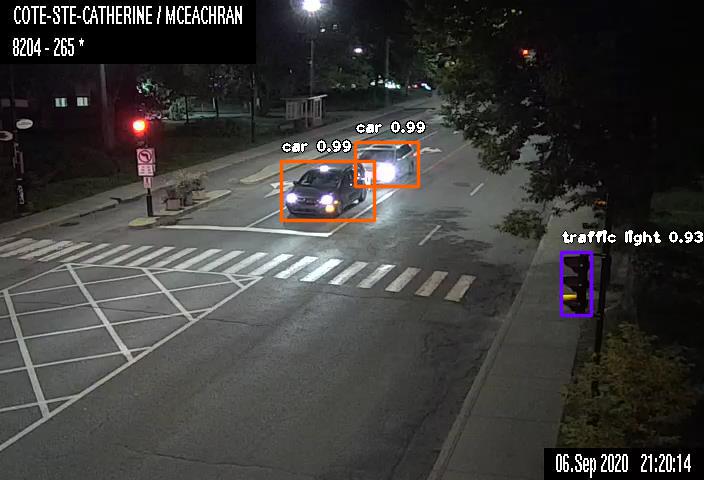 COTE-STE-CATHERINE / MCEACHRAN
8204 - 265 *
car 0.99
car 0.99
traffic light 0.93
06.Sep 2020 21:20:14